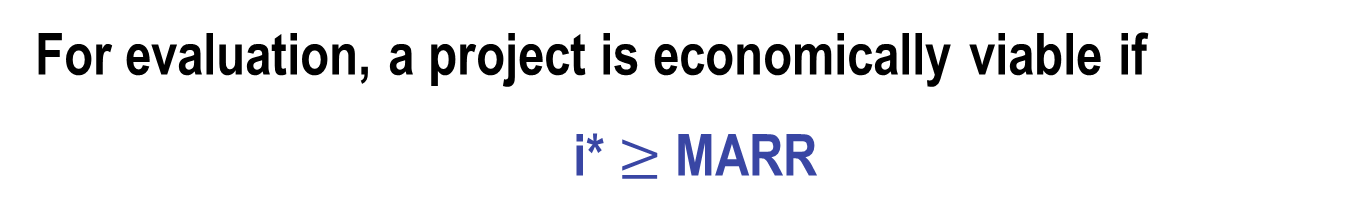 For evaluation, a project is economically viable if
i* ≥ MARR